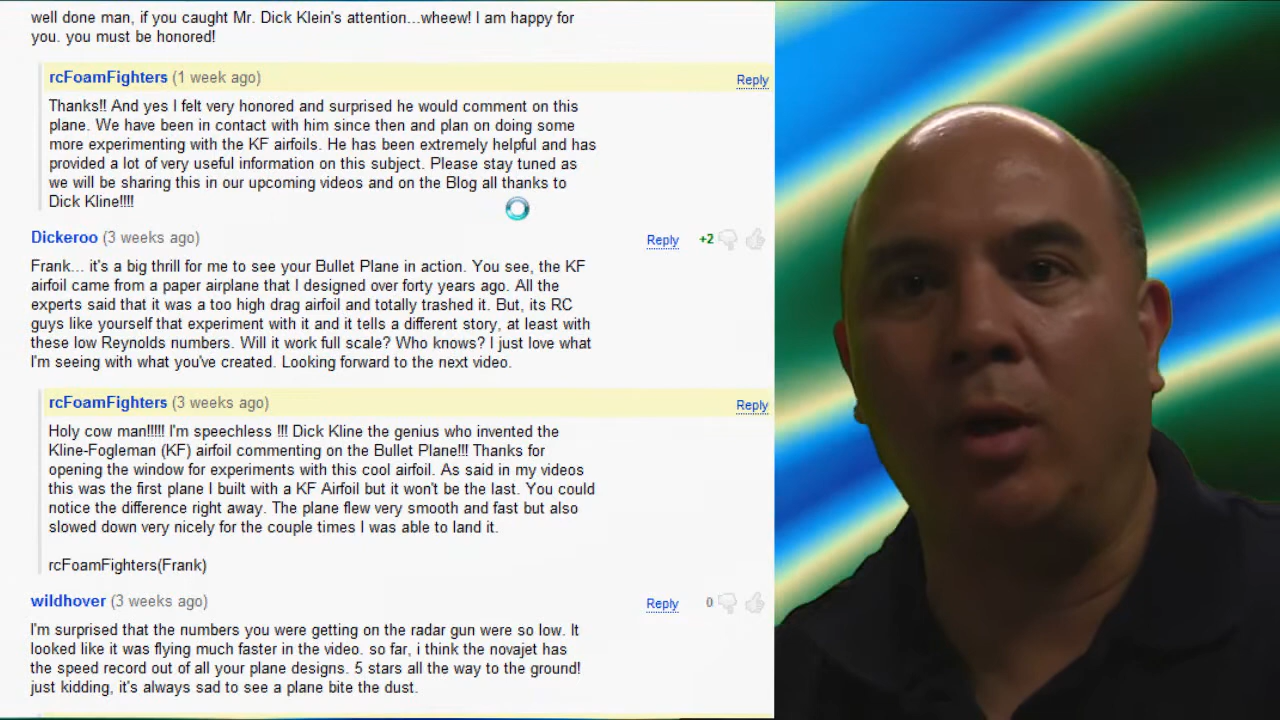 well done man, if you caught Mr. Dick Klein's attention...wheew! I am happy for
you. you must be honored!
rcFoamFighters (1 week ago)
Reply
Thanks!! And yes I felt very honored and surprised he would comment on this
plane. We have been in contact with him since then and plan on doing some
more experimenting with the KF airfoils. He has been extremely helpful and has
provided a lot of very useful information on this subject. Please stay tuned as
we will be sharing this in our upcoming videos and on the Blog all thanks to
Dick Kline!!!!
Dickeroo (3 weeks ago)
Reply +2
Frank... it's a big thrill for me to see your Bullet Plane in action. You see, the KF
airfoil came from a paper airplane that I designed over forty years ago. All the
experts said that it was a too high drag airfoil and totally trashed it. But, its RC
guys like yourself that experiment with it and it tells a different story, at least with
these low Reynolds numbers. Will it work full scale? Who knows? I just love what
I'm seeing with what you've created. Looking forward to the next video.
rcFoamFighters (3 weeks ago)
Reply
Holy cow man!!!!! I'm speechless !!! Dick Kline the genius who invented the
Kline-Fogleman (KF) airfoil commenting on the Bullet Plane!!! Thanks for
opening the window for experiments with this cool airfoil. As said in my videos
this was the first plane I built with a KF Airfoil but it won't be the last. You could
notice the difference right away. The plane flew very smooth and fast but also
slowed down very nicely for the couple times I was able to land it.
rcFoamFighters(Frank)
wildhover (3 weeks ago)
Reply 0
I'm surprised that the numbers you were getting on the radar gun were so low. It
looked like it was flying much faster in the video. so far, i think the novajet has
the speed record out of all your plane designs. 5 stars all the way to the ground!
just kidding, it's always sad to see a plane bite the dust.